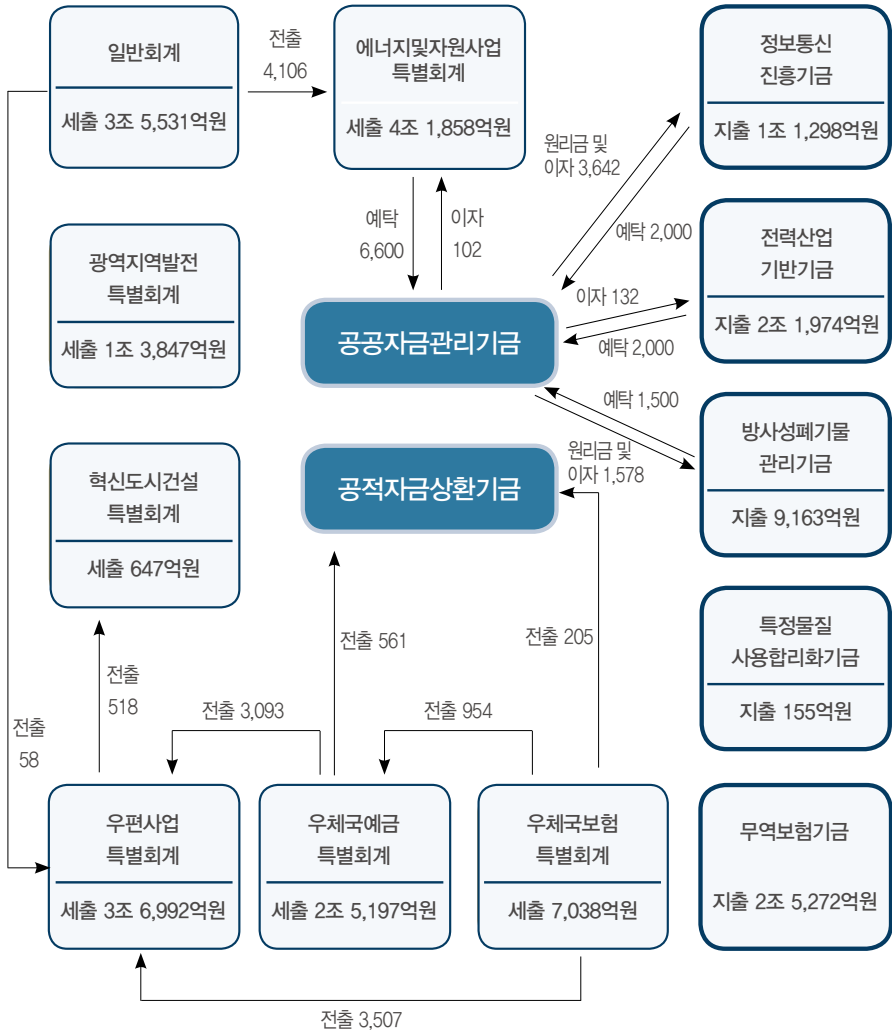 일반회계
세출 3조 5,531억원
전출
4,106
에너지및자원사업
특별회계
세출 4조 1,858억원
정보통신
진흥기금
지출 1조 1,298억원
원리금 및
이자 3,642
예탁 2,000
예탁
6,600
이자
102
광역지역발전
특별회계
세출 1조 3,847억원
공공자금관리기금
이자 132
예탁 2,000
전력산업
기반기금
지출 2조 1,974억원
예탁 1,500
원리금 및
이자 1,578
방사성폐기물
관리기금
지출 9,163억원
혁신도시건설
특별회계
세출 647억원
공적자금상환기금
특정물질
사용합리화기금
지출 155억원
전출 561
전출 205
전출
518
전출 3,093
전출 954
전출
58
우편사업
특별회계
세출 3조 6,992억원
우체국예금
특별회계
세출 2조 5,197억원
우체국보험
특별회계
세출 7,038억원
무역보험기금
지출 2조 5,272억원
전출 3,507